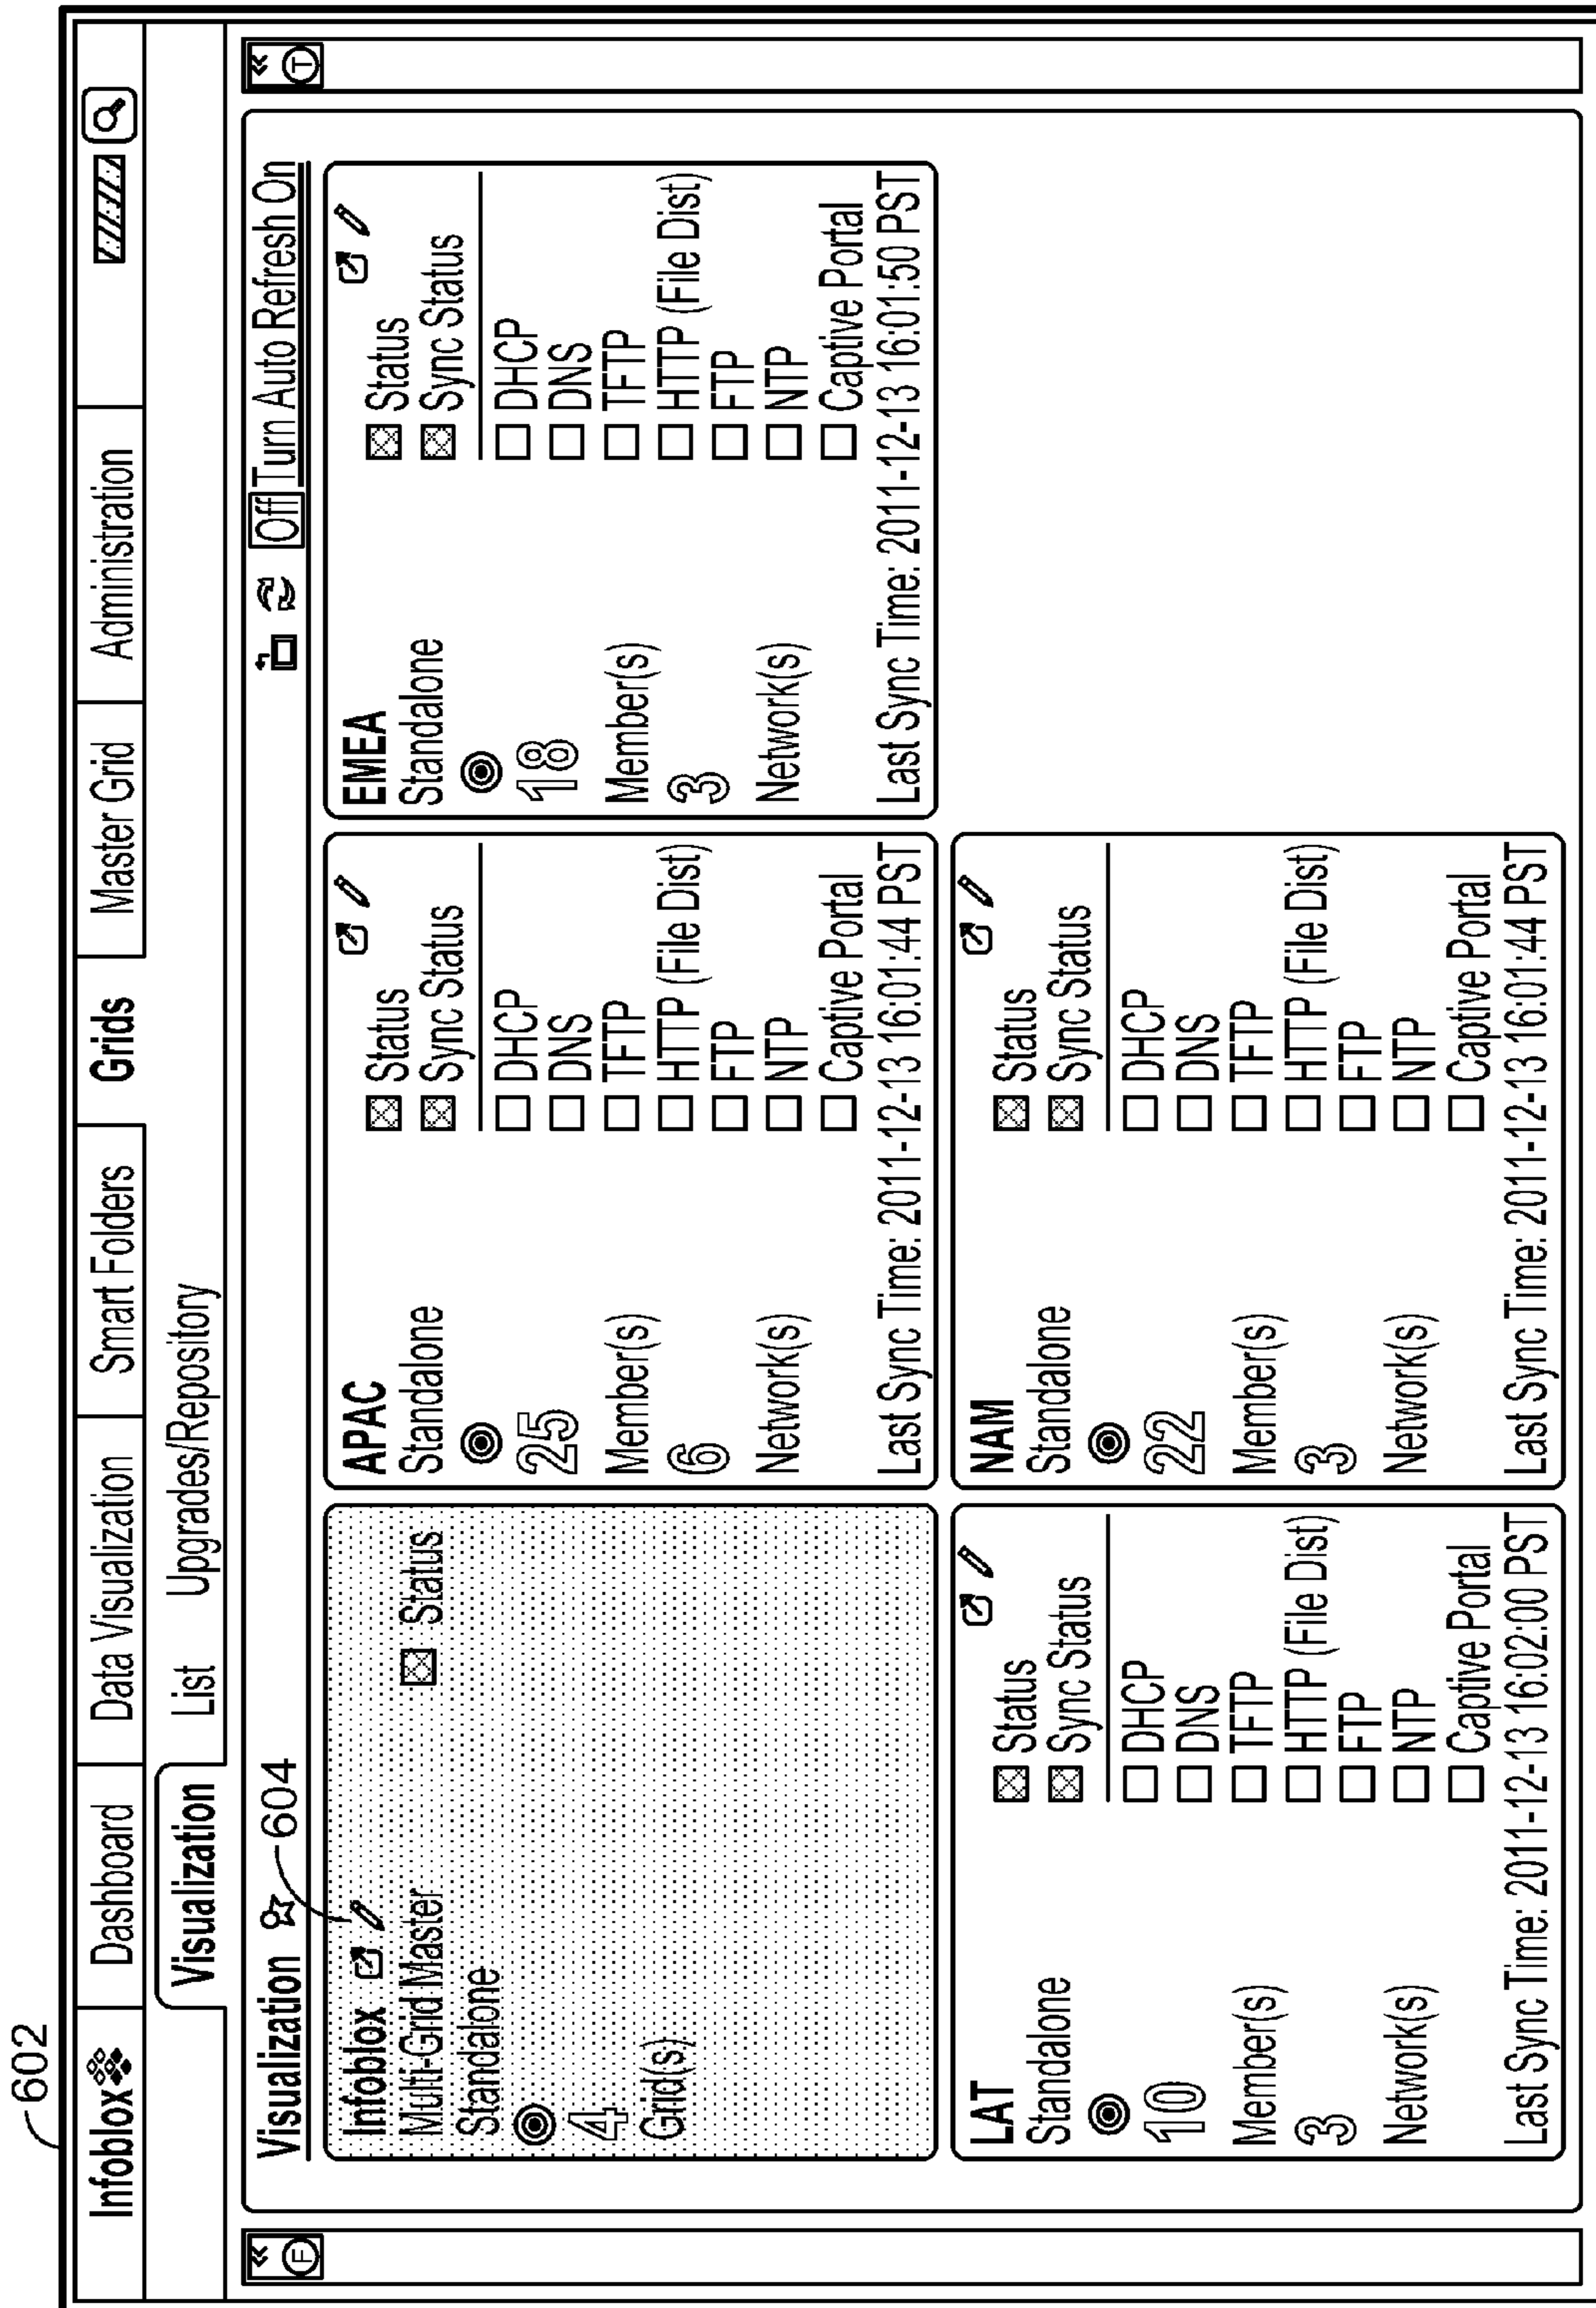 602
Infoblox
Dashboard
Data Visualization
Smart Folders
Grids
Master Grid
Administration
Visualization
List
Upgrades/Repository
F
T
Visualization
604
Off Turn Auto Refresh On
Infoblox
Multi-Grid Master
Standalone
4
Grid(s)
Status
APAC
Standalone
25
Member(s)
6
Network(s)
Status
Sync Status
DHCP
DNS
TFTP
HTTP (File Dist)
FTP
NTP
Captive Portal
Last Sync Time: 2011-12-13 16:01:44 PST
EMEA
Standalone
18
Member(s)
3
Network(s)
Status
Sync Status
DHCP
DNS
TFTP
HTTP (File Dist)
FTP
NTP
Captive Portal
Last Sync Time: 2011-12-13 16:01:50 PST
LAT
Standalone
10
Member(s)
3
Network(s)
Status
Sync Status
DHCP
DNS
TFTP
HTTP (File Dist)
FTP
NTP
Captive Portal
Last Sync Time: 2011-12-13 16:02:00 PST
NAM
Standalone
22
Member(s)
3
Network(s)
Status
Sync Status
DHCP
DNS
TFTP
HTTP (File Dist)
FTP
NTP
Captive Portal
Last Sync Time: 2011-12-13 16:01:44 PST